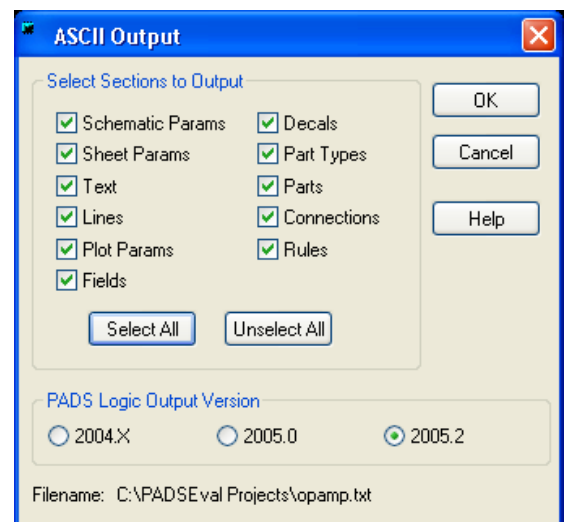 ASCII Output
Select Sections to Output
Schematic Params
Decals
Sheet Params
Part Types
Text
Parts
Lines
Connections
Plot Params
Rules
Fields
Select All
Unselect All
OK
Cancel
Help
PADS Logic Output Version
2004.X
2005.0
2005.2
Filename: C:\PADSEval Projects\opamp.txt